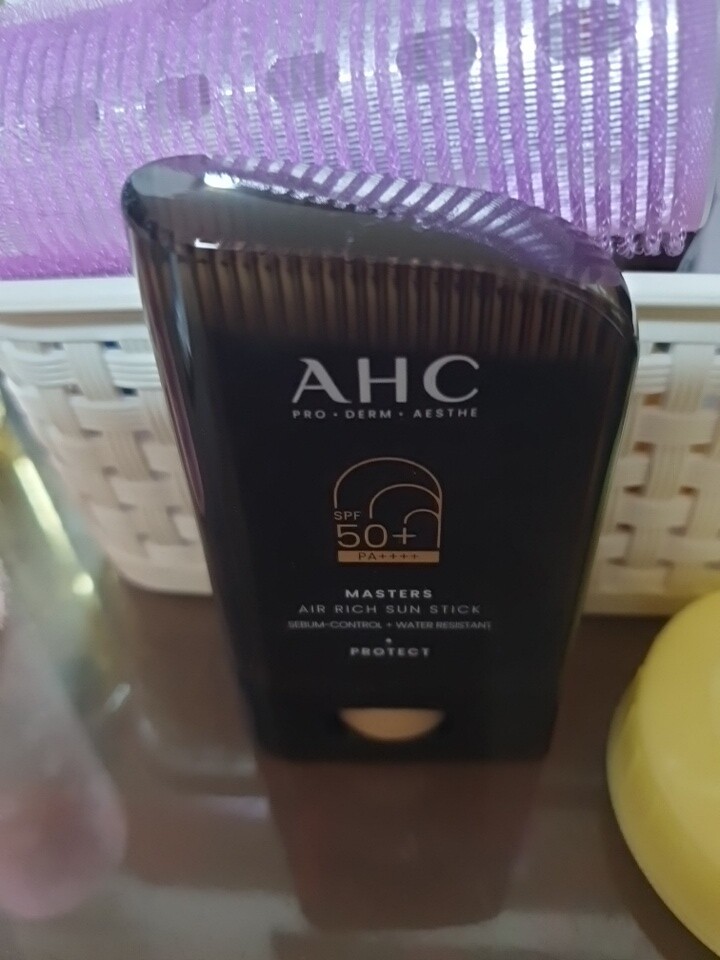 AHC
PRO • DERM • AESTHE
SPF
50+
PA++++
MASTERS
AIR RICH SUN STICK
SEBUM-CONTROL + WATER RESISTANT
+
PROTECT